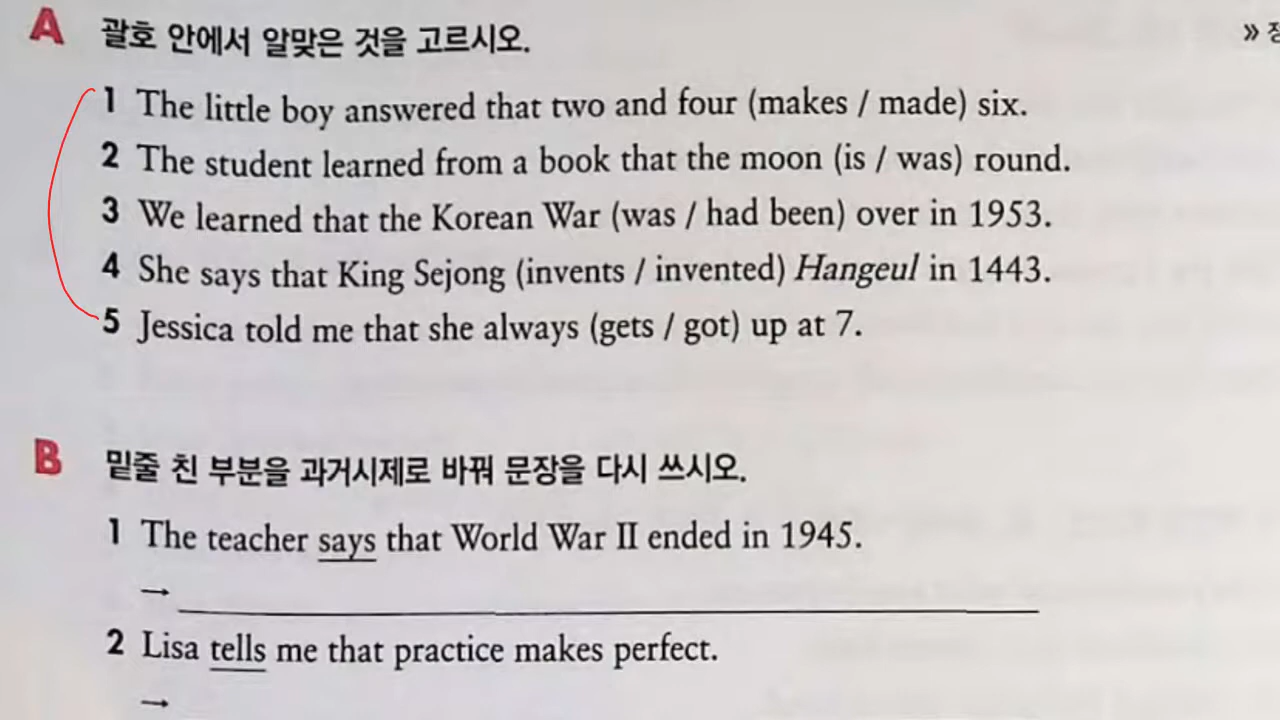 A 괄호 안에서 알맞은 것을 고르시오.
»
1 The little boy answered that two and four (makes / made) six.
2 The student learned from a book that the moon (is / was) round.
3 We learned that the Korean War (was / had been) over in 1953.
4 She says that King Sejong (invents / invented) Hangeul in 1443.
5 Jessica told me that she always (gets / got) up at 7.
B 밑줄 친 부분을 과거시제로 바꿔 문장을 다시 쓰시오.
1 The teacher says that World War II ended in 1945.
→
2 Lisa tells me that practice makes perfect.
→